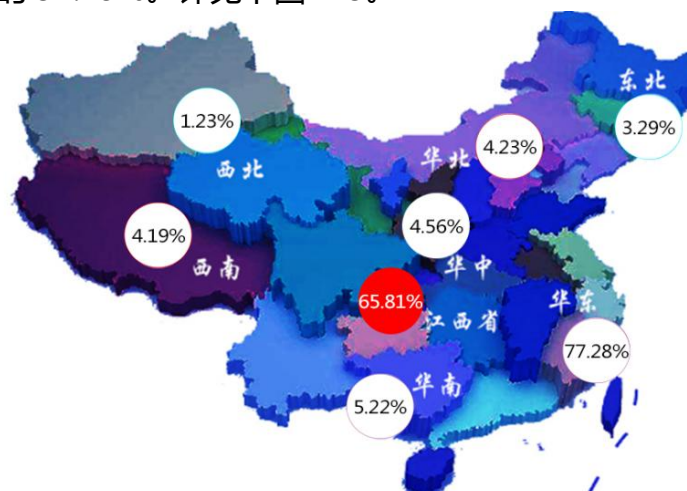 东北
1.23%
3.29%
4.23%
华北
西北
4.56%
4.19%
西南
华中
65.81%
华东
江西省
77.28%
华南
5.22%